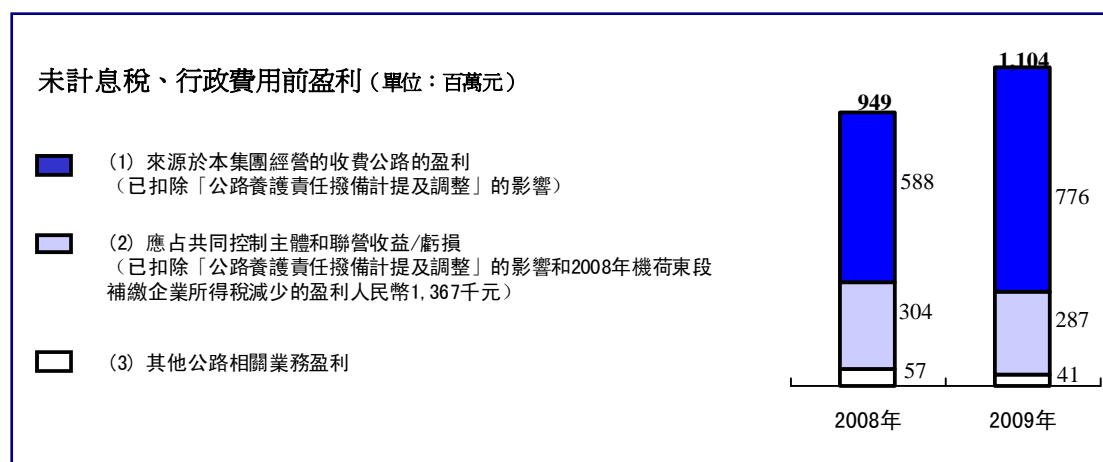 未計息稅、行政費用前盈利(單位：百萬元)
(1) 來源於本集團經營的收費公路的盈利
（已扣除「公路養護責任撥備計提及調整」的影響）
(2) 應占共同控制主體和聯營收益/虧損
（已扣除「公路養護責任撥備計提及調整」的影響和2008年機荷東段
補繳企業所得稅減少的盈利人民幣1,367千元）
(3) 其他公路相關業務盈利
949
1,104
588
776
304
287
57
41
2008年
2009年